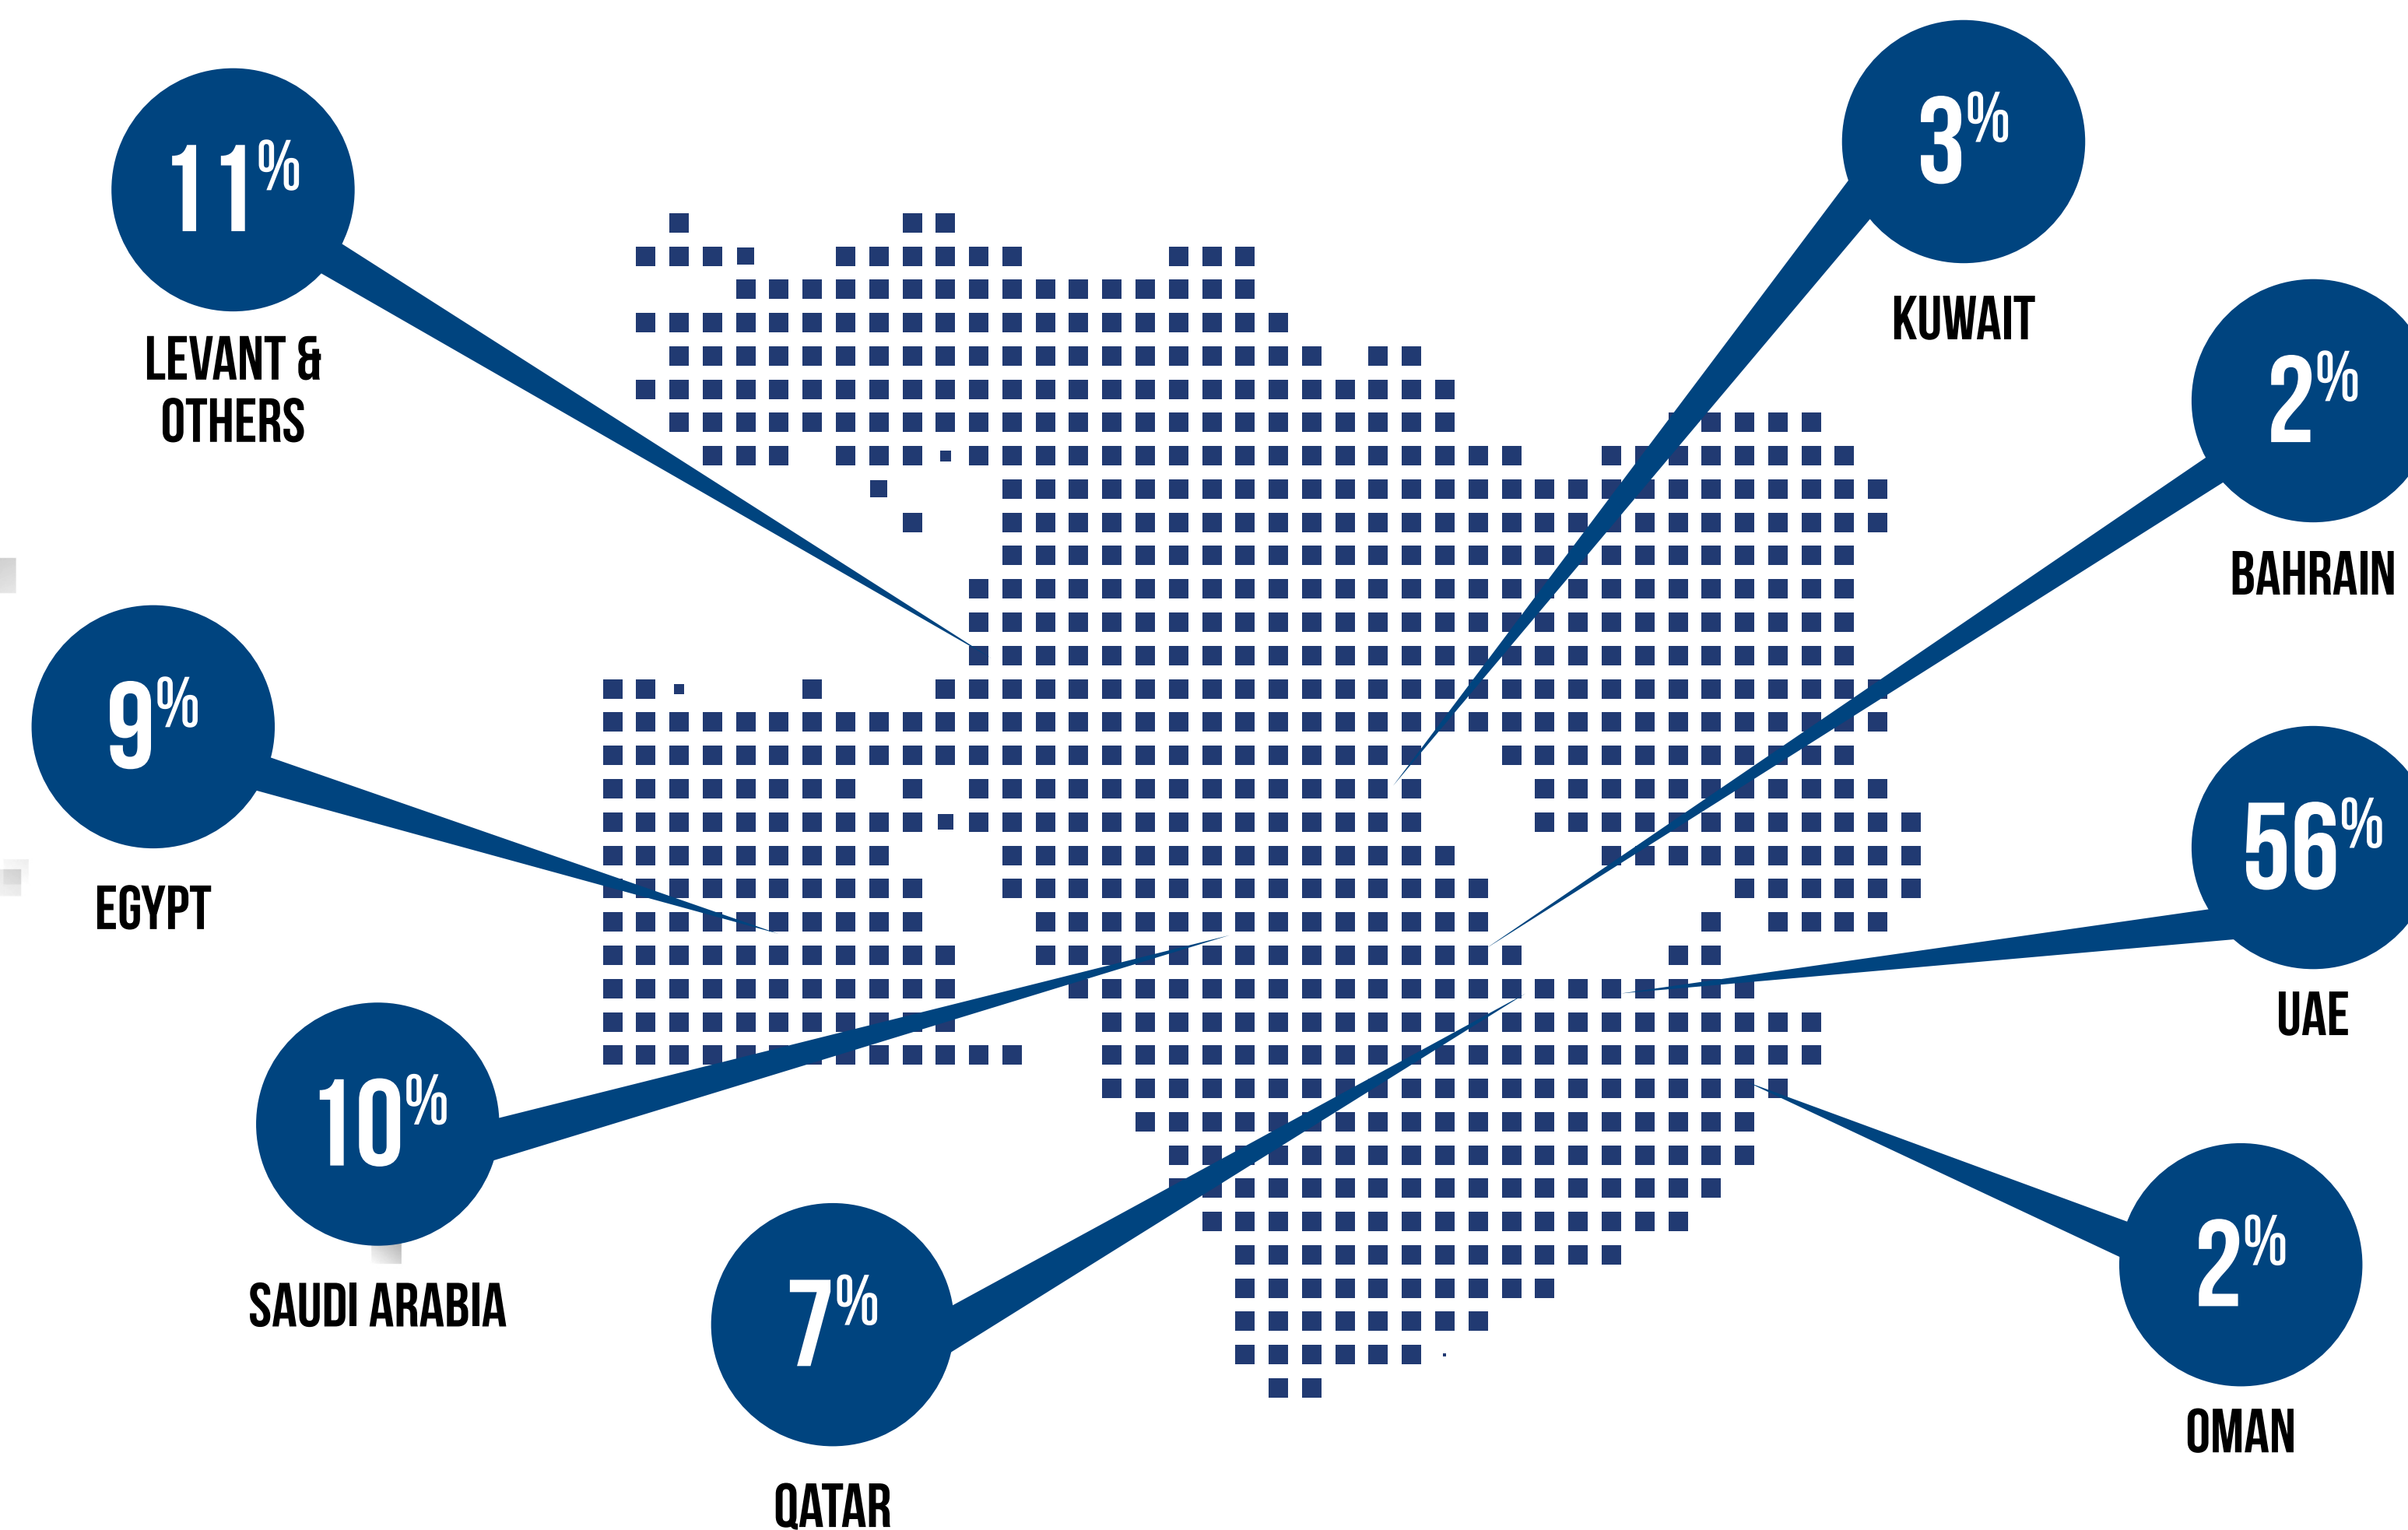 11%
LEVANT &
OTHERS
3%
KUWAIT
2%
BAHRAIN
9%
EGYPT
56%
UAE
10%
SAUDI ARABIA
7%
QATAR
2%
OMAN